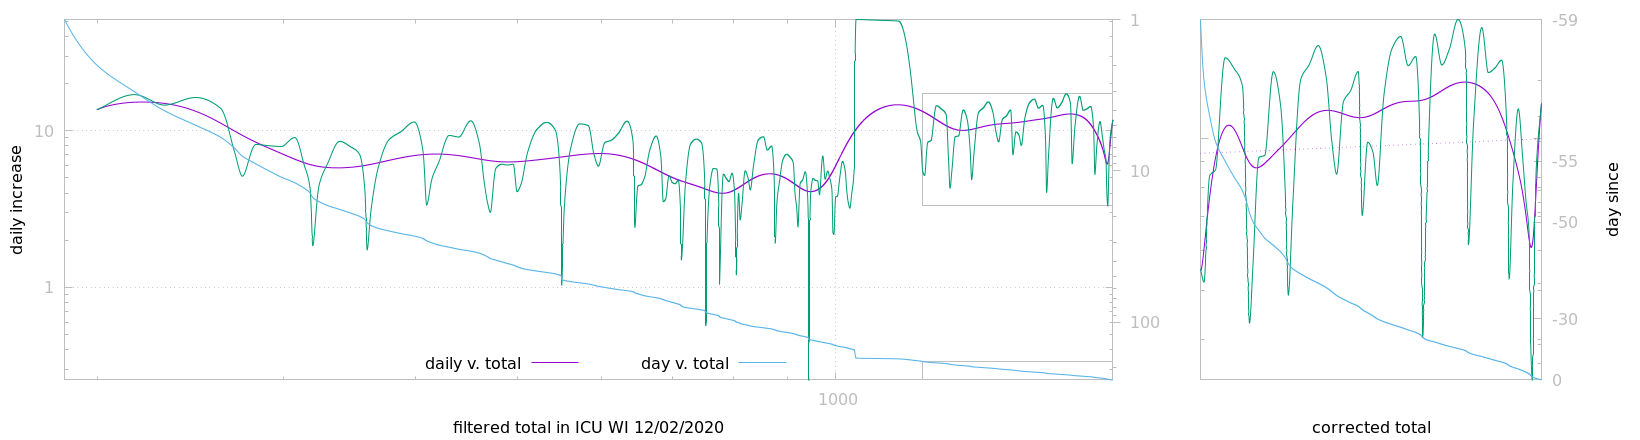 daily increase
10
1
daily v. total
day v. total
1
10
100
1000
filtered total in ICU WI 12/02/2020
-59
-55
-50
-30
0
day since
corrected total